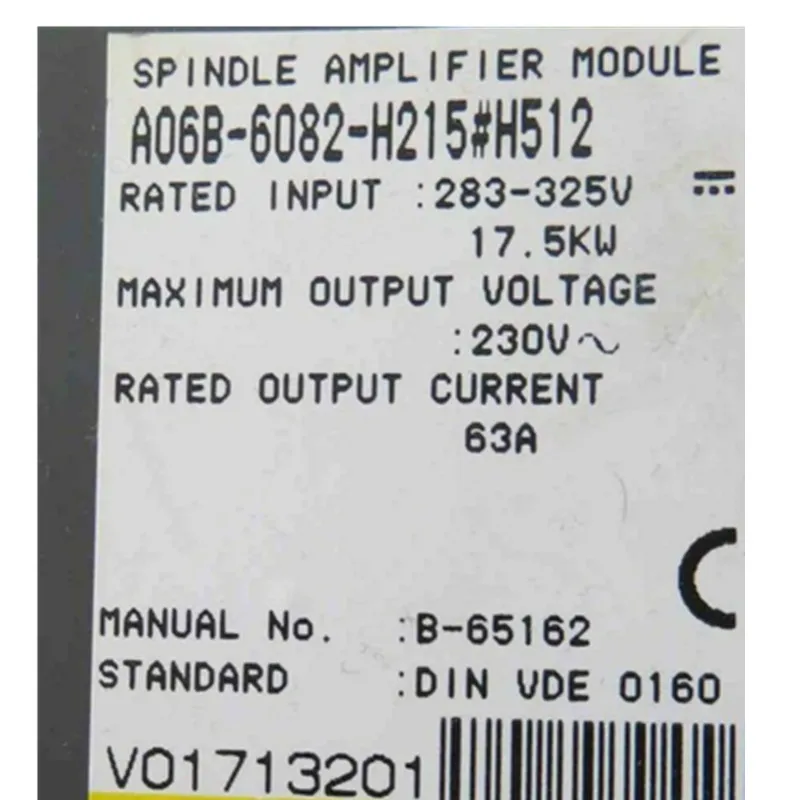 SPINDLE AMPLIFIER MODULE
A06B-6082-H215#H512
RATED INPUT :283-325V ⎓
17.5KW
MAXIMUM OUTPUT VOLTAGE
:230V∿
RATED OUTPUT CURRENT
63A
C
MANUAL No. :B-65162
STANDARD :DIN VDE 0160
V01713201